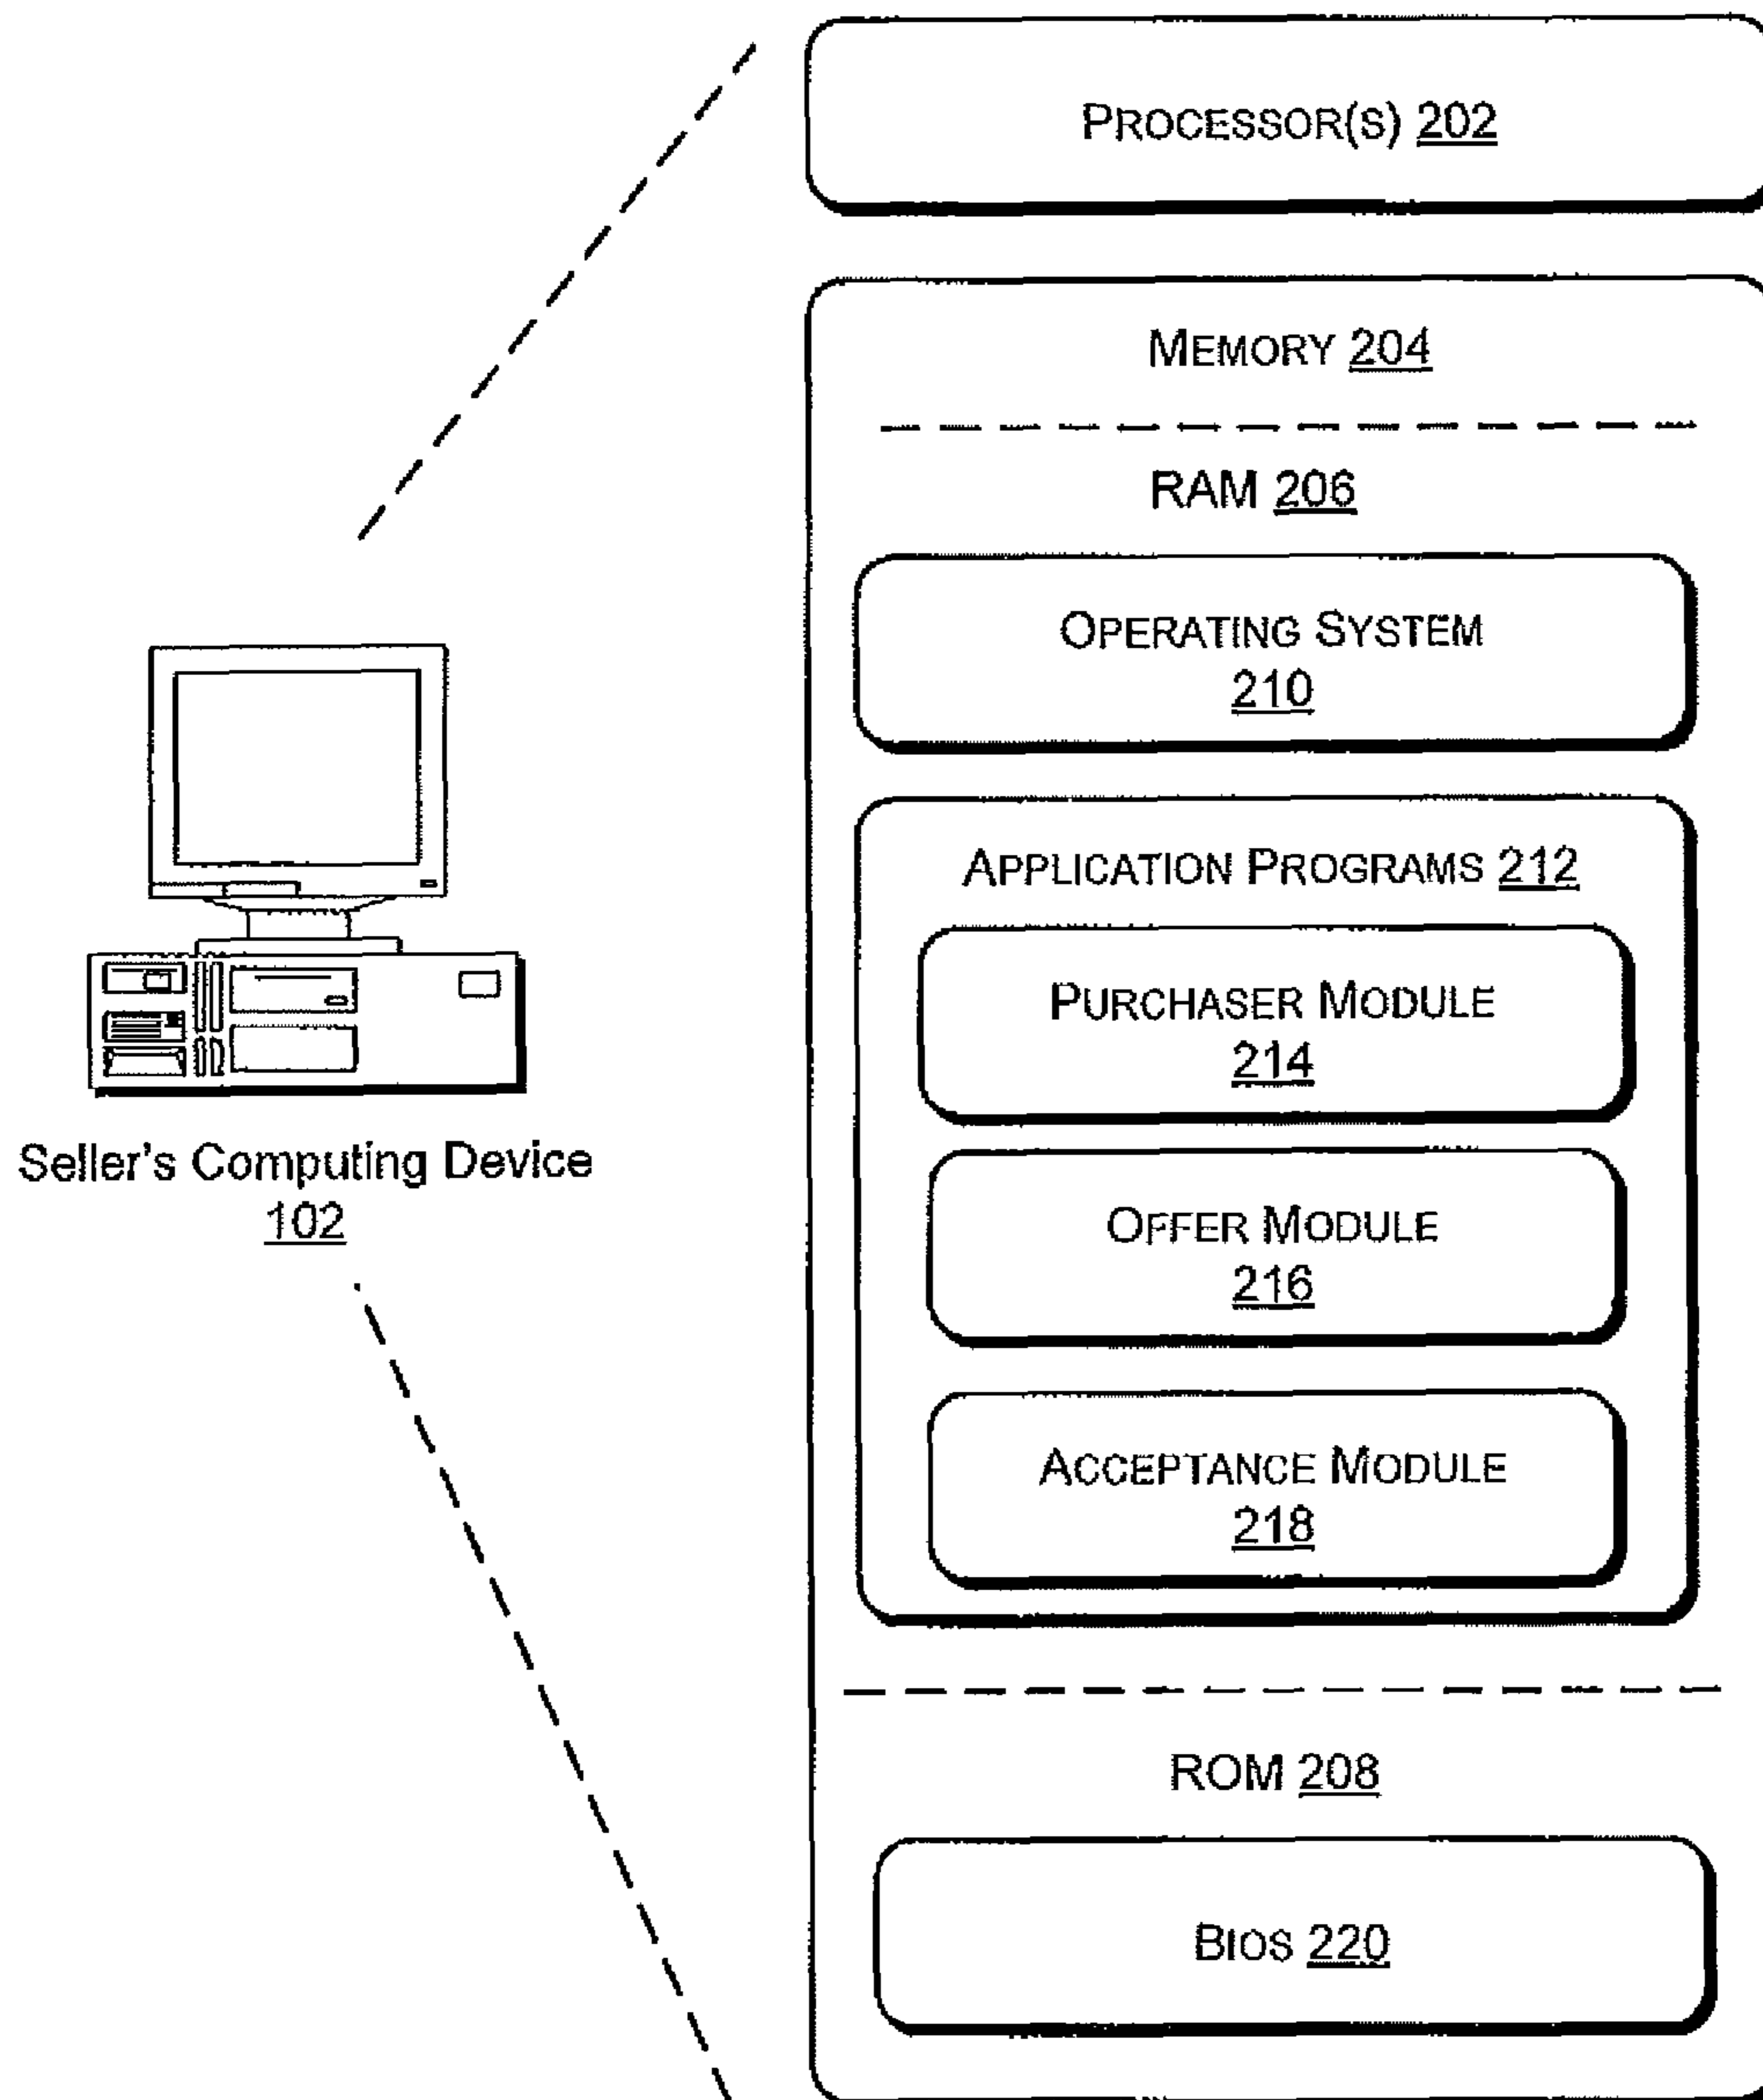 PROCESSOR(S) 202
MEMORY 204
RAM 206
OPERATING SYSTEM
210
APPLICATION PROGRAMS 212
PURCHASER MODULE
214
OFFER MODULE
216
ACCEPTANCE MODULE
218
ROM 208
BIOS 220
Seller's Computing Device
102